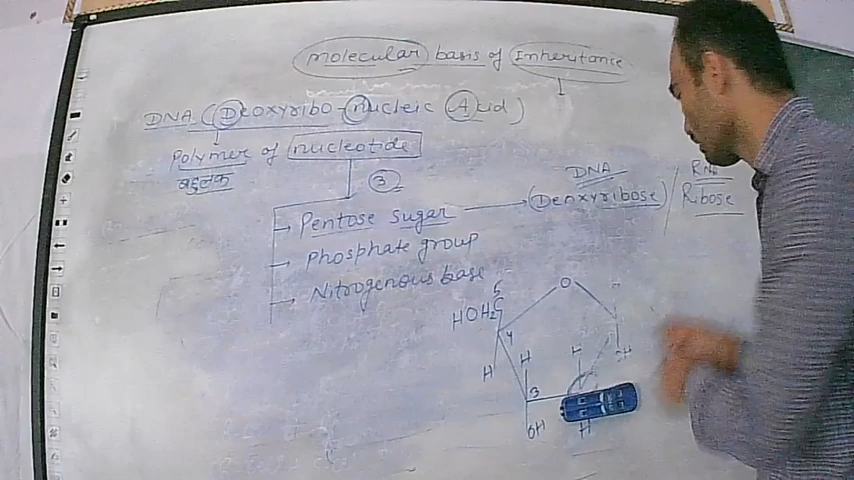 Molecular basis of Inheritance
DNA (Deoxyribo-nucleic Acid)
Polymer of nucleotide
बहुलक
3
→ Pentose sugar → DNA (Deoxyribose) / RNA Ribose
→ Phosphate group
→ Nitrogenous base
5
HOH₂C O
4
H H H OH
3
OH H